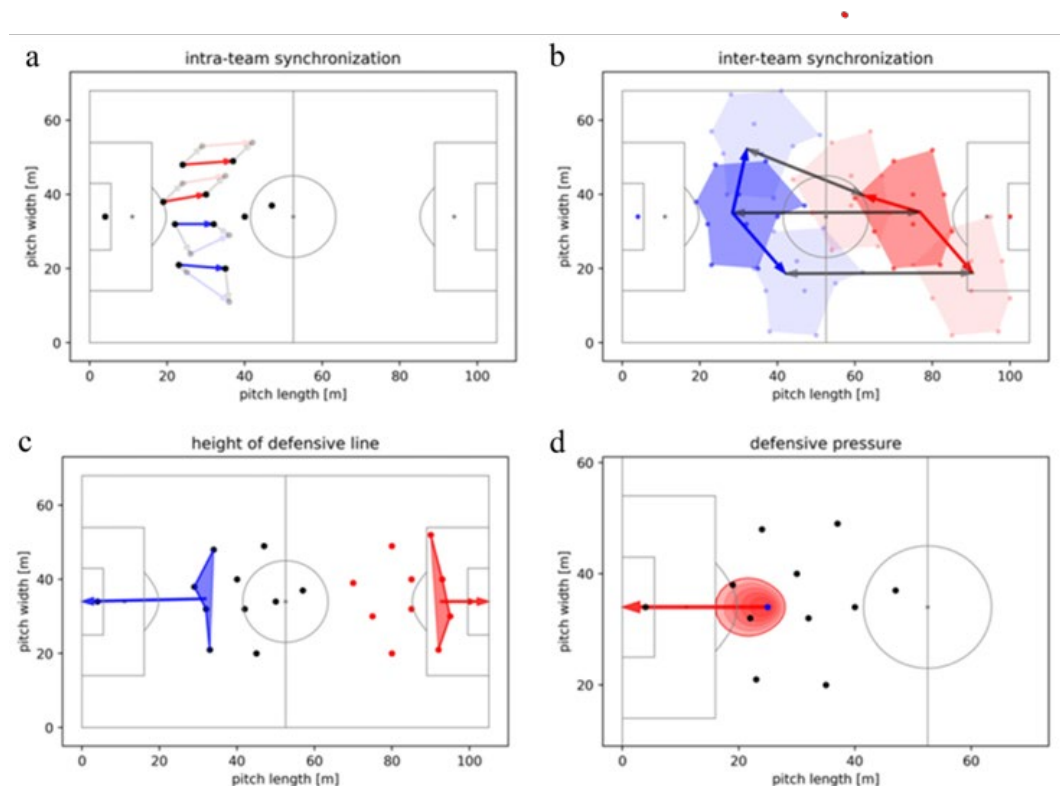 a
intra-team synchronization
pitch width [m]
60
40
20
0
0 20 40 60 80 100
pitch length [m]
b
inter-team synchronization
pitch width [m]
60
40
20
0
0 20 40 60 80 100
pitch length [m]
c
height of defensive line
pitch width [m]
60
40
20
0
0 20 40 60 80 100
pitch length [m]
d
defensive pressure
pitch width [m]
60
40
20
0 20 40 60
pitch length [m]